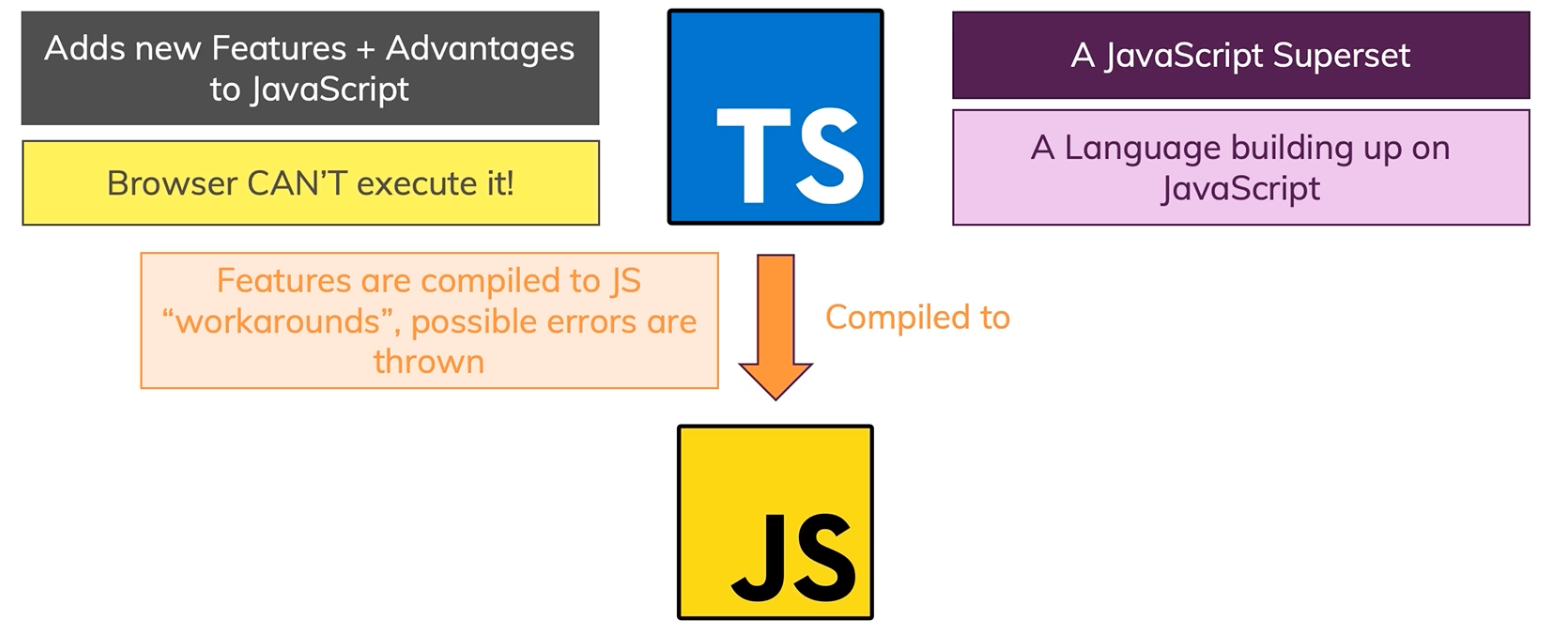 Adds new Features + Advantages
to JavaScript
Browser CAN'T execute it!
TS
A JavaScript Superset
A Language building up on
JavaScript
Features are compiled to JS
“workarounds”, possible errors are
thrown
Compiled to
JS